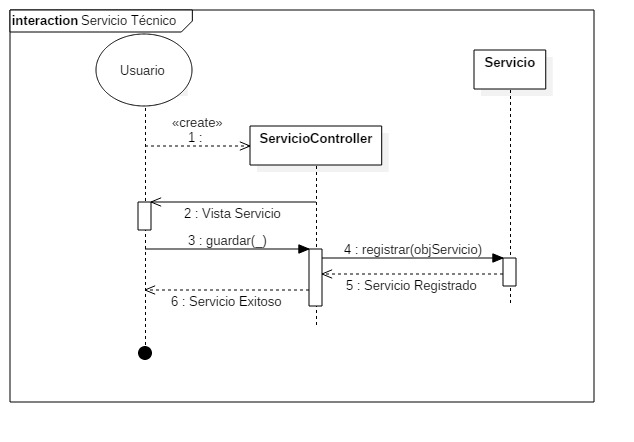 interaction Servicio Técnico
Usuario
Servicio
«create»
1 :
ServicioController
2 : Vista Servicio
3 : guardar(_)
4 : registrar(objServicio)
5 : Servicio Registrado
6 : Servicio Exitoso